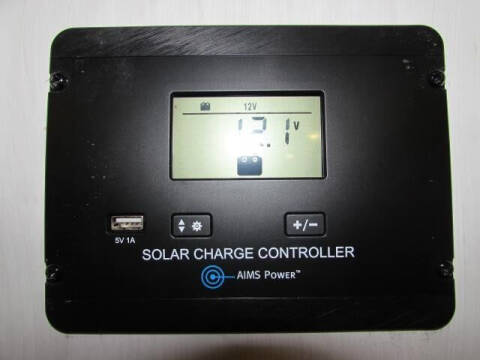 12V
12.1 V
5V 1A
+/−
SOLAR CHARGE CONTROLLER
AIMS POWER™